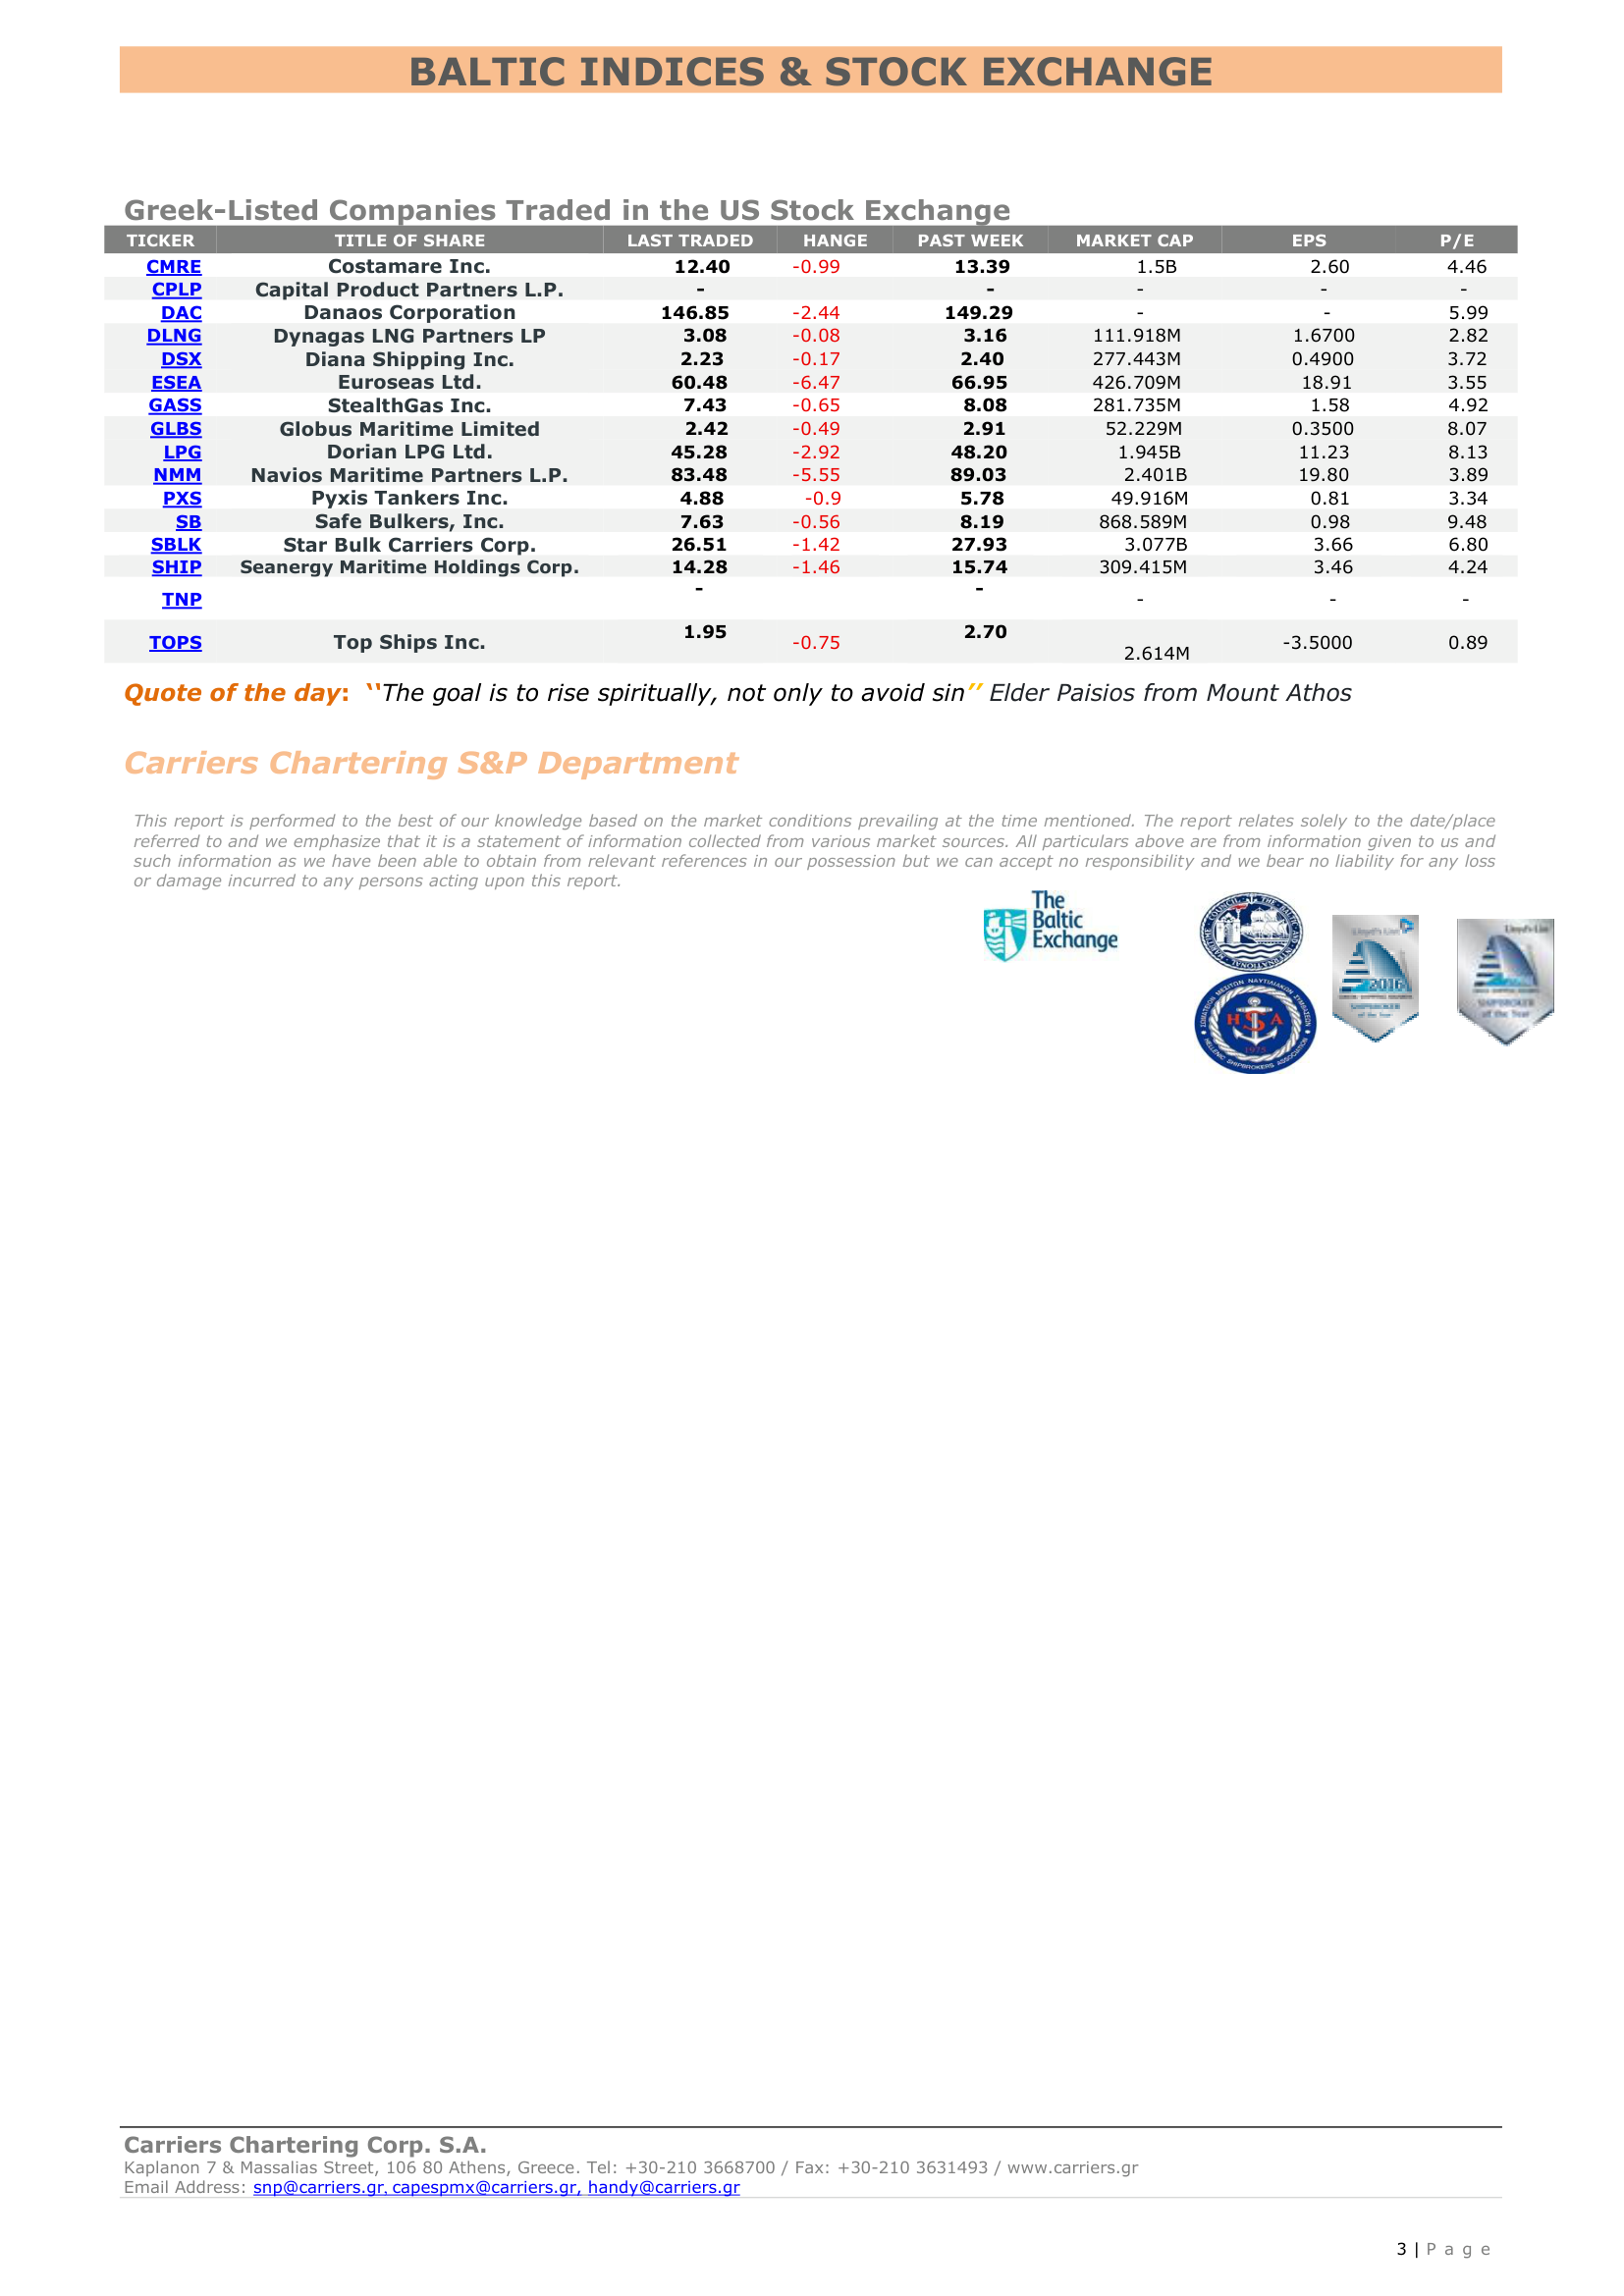 BALTIC INDICES & STOCK EXCHANGE
Greek-Listed Companies Traded in the US Stock Exchange
TICKER TITLE OF SHARE LAST TRADED HANGE PAST WEEK MARKET CAP EPS P/E
CMRE Costamare Inc. 12.40 -0.99 13.39 1.5B 2.60 4.46
CPLP Capital Product Partners L.P. - - - - -
DAC Danaos Corporation 146.85 -2.44 149.29 - - 5.99
DLNG Dynagas LNG Partners LP 3.08 -0.08 3.16 111.918M 1.6700 2.82
DSX Diana Shipping Inc. 2.23 -0.17 2.40 277.443M 0.4900 3.72
ESEA Euroseas Ltd. 60.48 -6.47 66.95 426.709M 18.91 3.55
GASS StealthGas Inc. 7.43 -0.65 8.08 281.735M 1.58 4.92
GLBS Globus Maritime Limited 2.42 -0.49 2.91 52.229M 0.3500 8.07
LPG Dorian LPG Ltd. 45.28 -2.92 48.20 1.945B 11.23 8.13
NMM Navios Maritime Partners L.P. 83.48 -5.55 89.03 2.401B 19.80 3.89
PXS Pyxis Tankers Inc. 4.88 -0.9 5.78 49.916M 0.81 3.34
SB Safe Bulkers, Inc. 7.63 -0.56 8.19 868.589M 0.98 9.48
SBLK Star Bulk Carriers Corp. 26.51 -1.42 27.93 3.077B 3.66 6.80
SHIP Seanergy Maritime Holdings Corp. 14.28 -1.46 15.74 309.415M 3.46 4.24
TNP - - - - -
TOPS Top Ships Inc. 1.95 -0.75 2.70 2.614M -3.5000 0.89
Quote of the day: ‵‵The goal is to rise spiritually, not only to avoid sin′′ Elder Paisios from Mount Athos
Carriers Chartering S&P Department
This report is performed to the best of our knowledge based on the market conditions prevailing at the time mentioned. The report relates solely to the date/place
referred to and we emphasize that it is a statement of information collected from various market sources. All particulars above are from information given to us and
such information as we have been able to obtain from relevant references in our possession but we can accept no responsibility and we bear no liability for any loss
or damage incurred to any persons acting upon this report.
The
Baltic
Exchange
HSA
1975
HELLENIC SHIPBROKERS ASSOCIATION
Lloyd's List
2016
SHIPBROKER
of the Year
Lloyd's List
SHIPBROKER
of the Year
Carriers Chartering Corp. S.A.
Kaplanon 7 & Massalias Street, 106 80 Athens, Greece. Tel: +30-210 3668700 / Fax: +30-210 3631493 / www.carriers.gr
Email Address: snp@carriers.gr, capespmx@carriers.gr, handy@carriers.gr
3 | P a g e